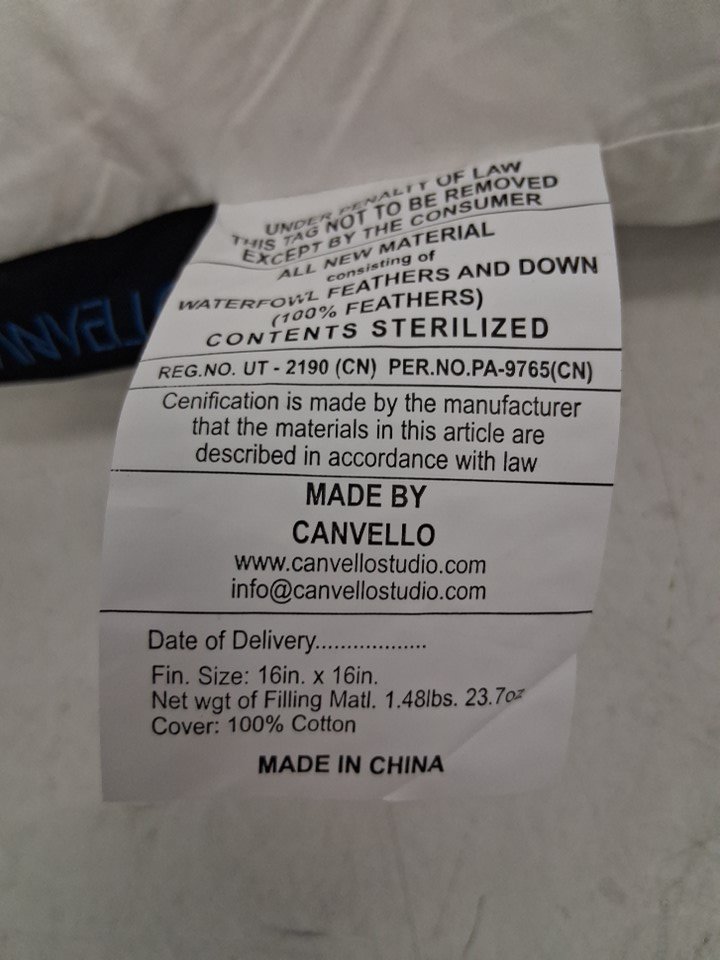 UNDER PENALTY OF LAW
THIS TAG NOT TO BE REMOVED
EXCEPT BY THE CONSUMER
ALL NEW MATERIAL
consisting of
WATERFOWL FEATHERS AND DOWN
(100% FEATHERS)
CONTENTS STERILIZED
REG.NO. UT - 2190 (CN) PER.NO.PA-9765(CN)
Cenification is made by the manufacturer
that the materials in this article are
described in accordance with law
MADE BY
CANVELLO
www.canvellostudio.com
info@canvellostudio.com
Date of Delivery..................
Fin. Size: 16in. x 16in.
Net wgt of Filling Matl. 1.48lbs. 23.7oz
Cover: 100% Cotton
MADE IN CHINA